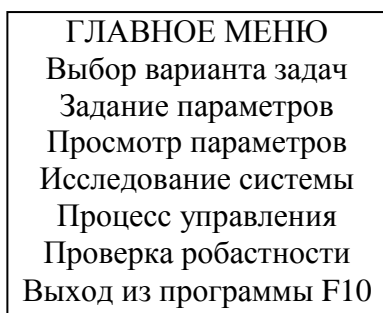 ГЛАВНОЕ МЕНЮ
Выбор варианта задач
Задание параметров
Просмотр параметров
Исследование системы
Процесс управления
Проверка робастности
Выход из программы F10